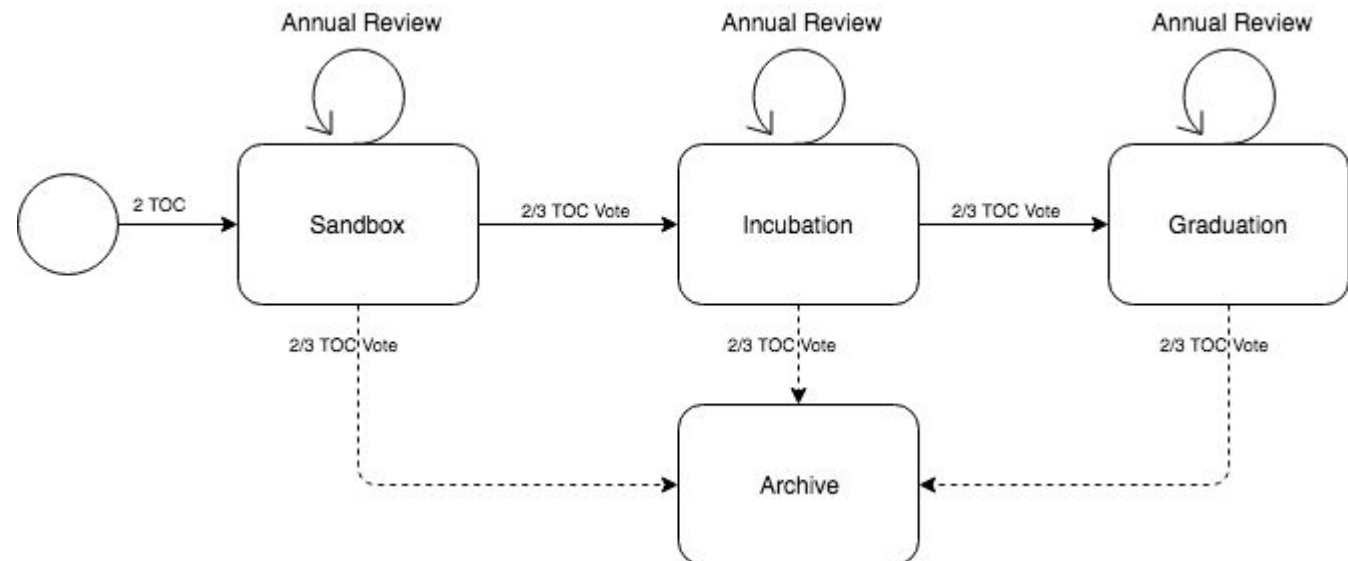 Annual Review
Annual Review
Annual Review
2 TOC
Sandbox
2/3 TOC Vote
Incubation
2/3 TOC Vote
Graduation
2/3 TOC Vote
2/3 TOC Vote
2/3 TOC Vote
Archive